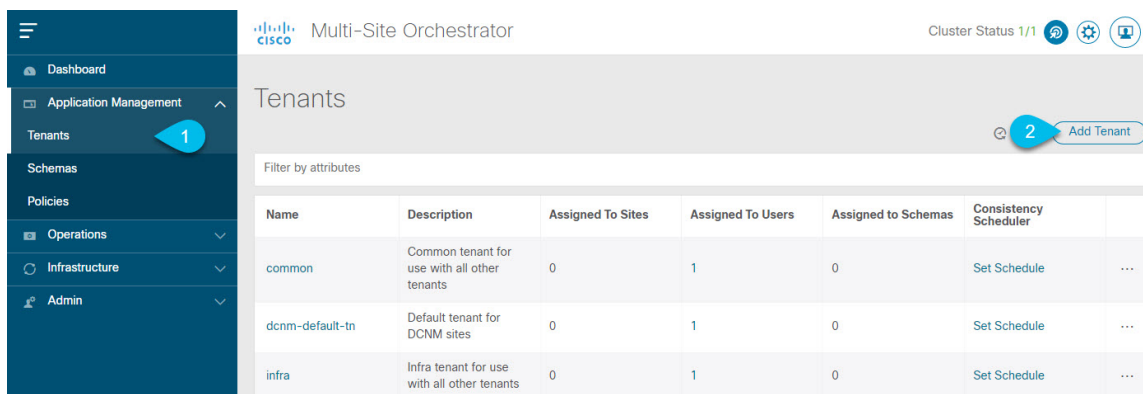 cisco Multi-Site Orchestrator
Cluster Status 1/1
Dashboard
Application Management
Tenants
1
Schemas
Policies
Operations
Infrastructure
Admin
Tenants
2
Add Tenant
Filter by attributes
Name Description Assigned To Sites Assigned To Users Assigned to Schemas Consistency Scheduler
common Common tenant for use with all other tenants 0 1 0 Set Schedule ...
dcnm-default-tn Default tenant for DCNM sites 0 1 0 Set Schedule ...
infra Infra tenant for use with all other tenants 0 1 0 Set Schedule ...